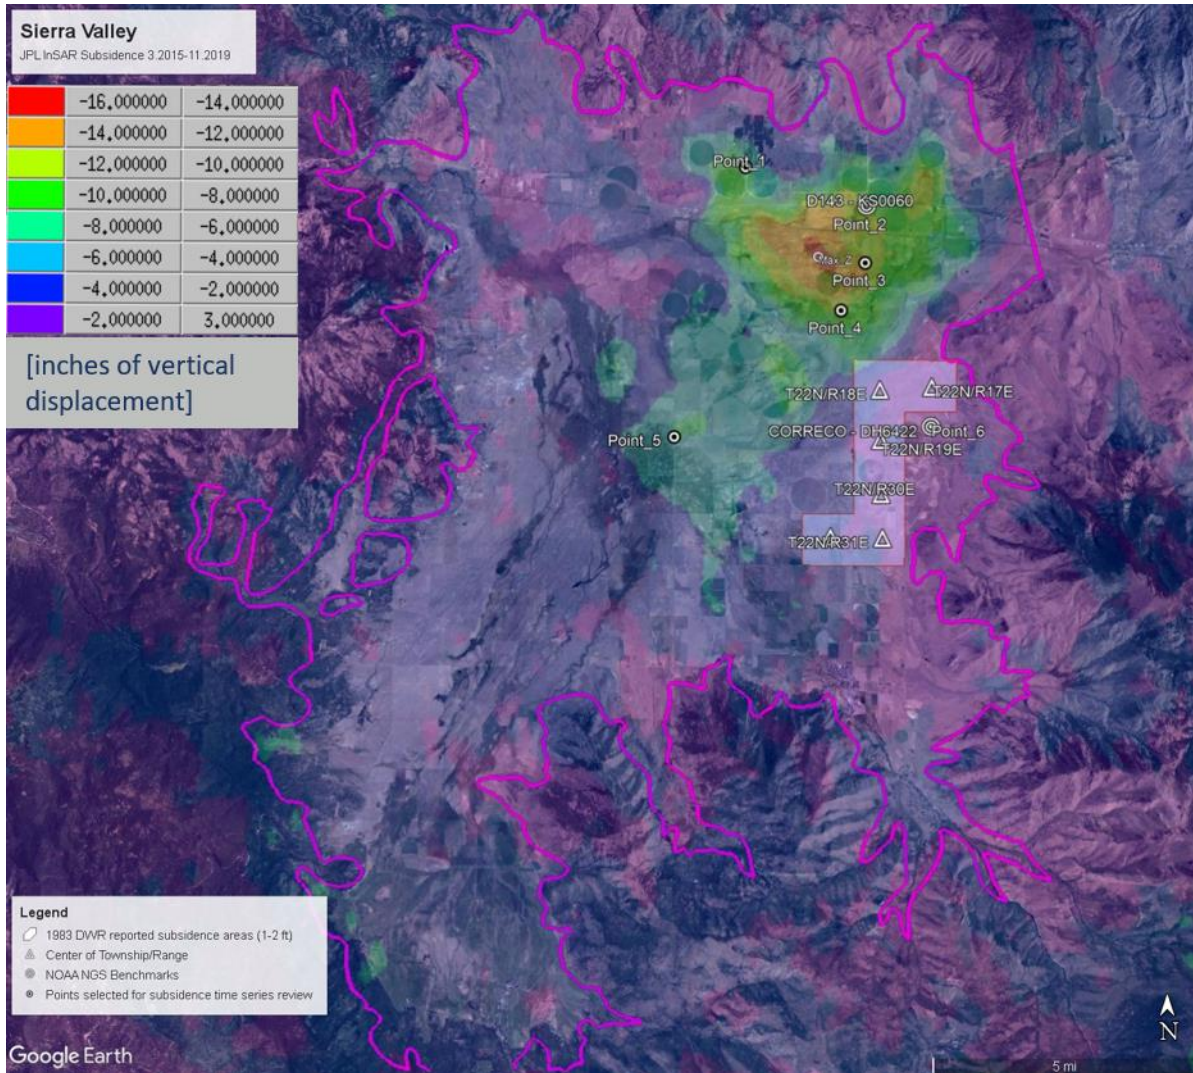 Sierra Valley
JPL InSAR Subsidence 3.2015-11.2019
-16.000000 -14.000000
-14.000000 -12.000000
-12.000000 -10.000000
-10.000000 -8.000000
-8.000000 -6.000000
-6.000000 -4.000000
-4.000000 -2.000000
-2.000000 3.000000
[inches of vertical
displacement]
Point_1
D143 - KS0060
Point_2
Max_2
Point_3
Point_4
T22N/R18E
T22N/R17E
Point_5
CORRECO - DH6422
Point_6
T22N/R19E
T22N/R30E
T22N/R31E
Legend
1983 DWR reported subsidence areas (1-2 ft)
Center of Township/Range
NOAA NGS Benchmarks
Points selected for subsidence time series review
Google Earth
N
5 mi